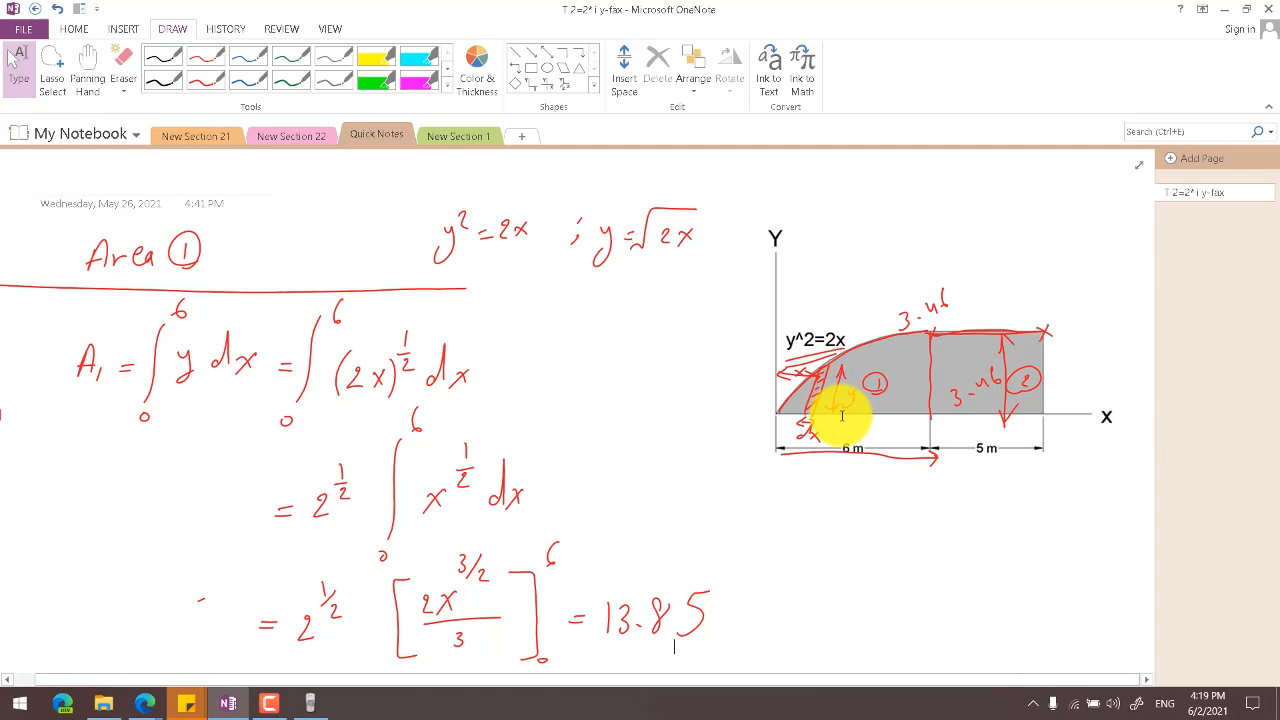 T 2=2* i y-fax - Microsoft OneNote
FILE HOME INSERT DRAW HISTORY REVIEW VIEW
Sign in
Type
Lasso Select
Panning Hand
Eraser
Color & Thickness
Insert Space
Delete
Arrange
Rotate
Ink to Text
Ink to Math
Tools
Shapes
Edit
Convert
My Notebook
New Section 21
New Section 22
Quick Notes
New Section 1
Search (Ctrl+E)
Add Page
T 2=2* i y-fax
Wednesday, May 26, 2021 4:41 PM
Area ①
y² = 2x ; y = √2x
A₁ = ∫₀⁶ y dx = ∫₀⁶ (2x)^½ dx
= 2^½ ∫₀⁶ x^½ dx
= 2^½ [2x^3/2 / 3]₀⁶ = 13.85
Y
3.46
y^2=2x
x
y
①
3.46
②
dx
X
6 m
5 m
ENG
4:19 PM
6/2/2021